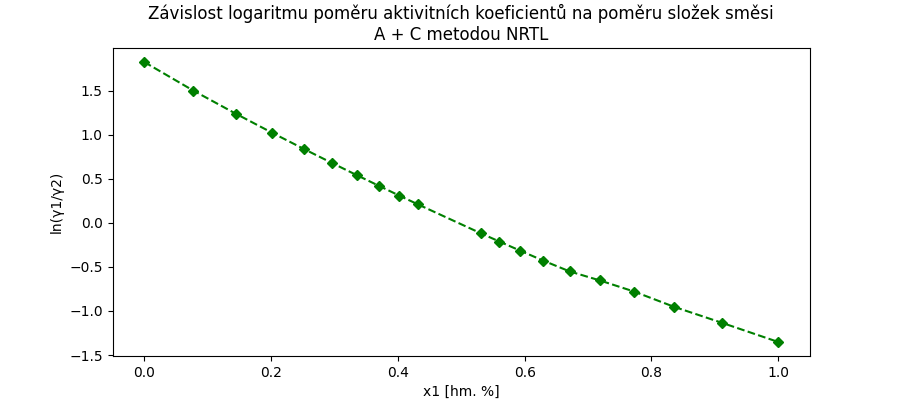 Závislost logaritmu poměru aktivitních koeficientů na poměru složek směsi
A + C metodou NRTL
ln(γ1/γ2)
1.5
1.0
0.5
0.0
−0.5
−1.0
−1.5
0.0 0.2 0.4 0.6 0.8 1.0
x1 [hm. %]